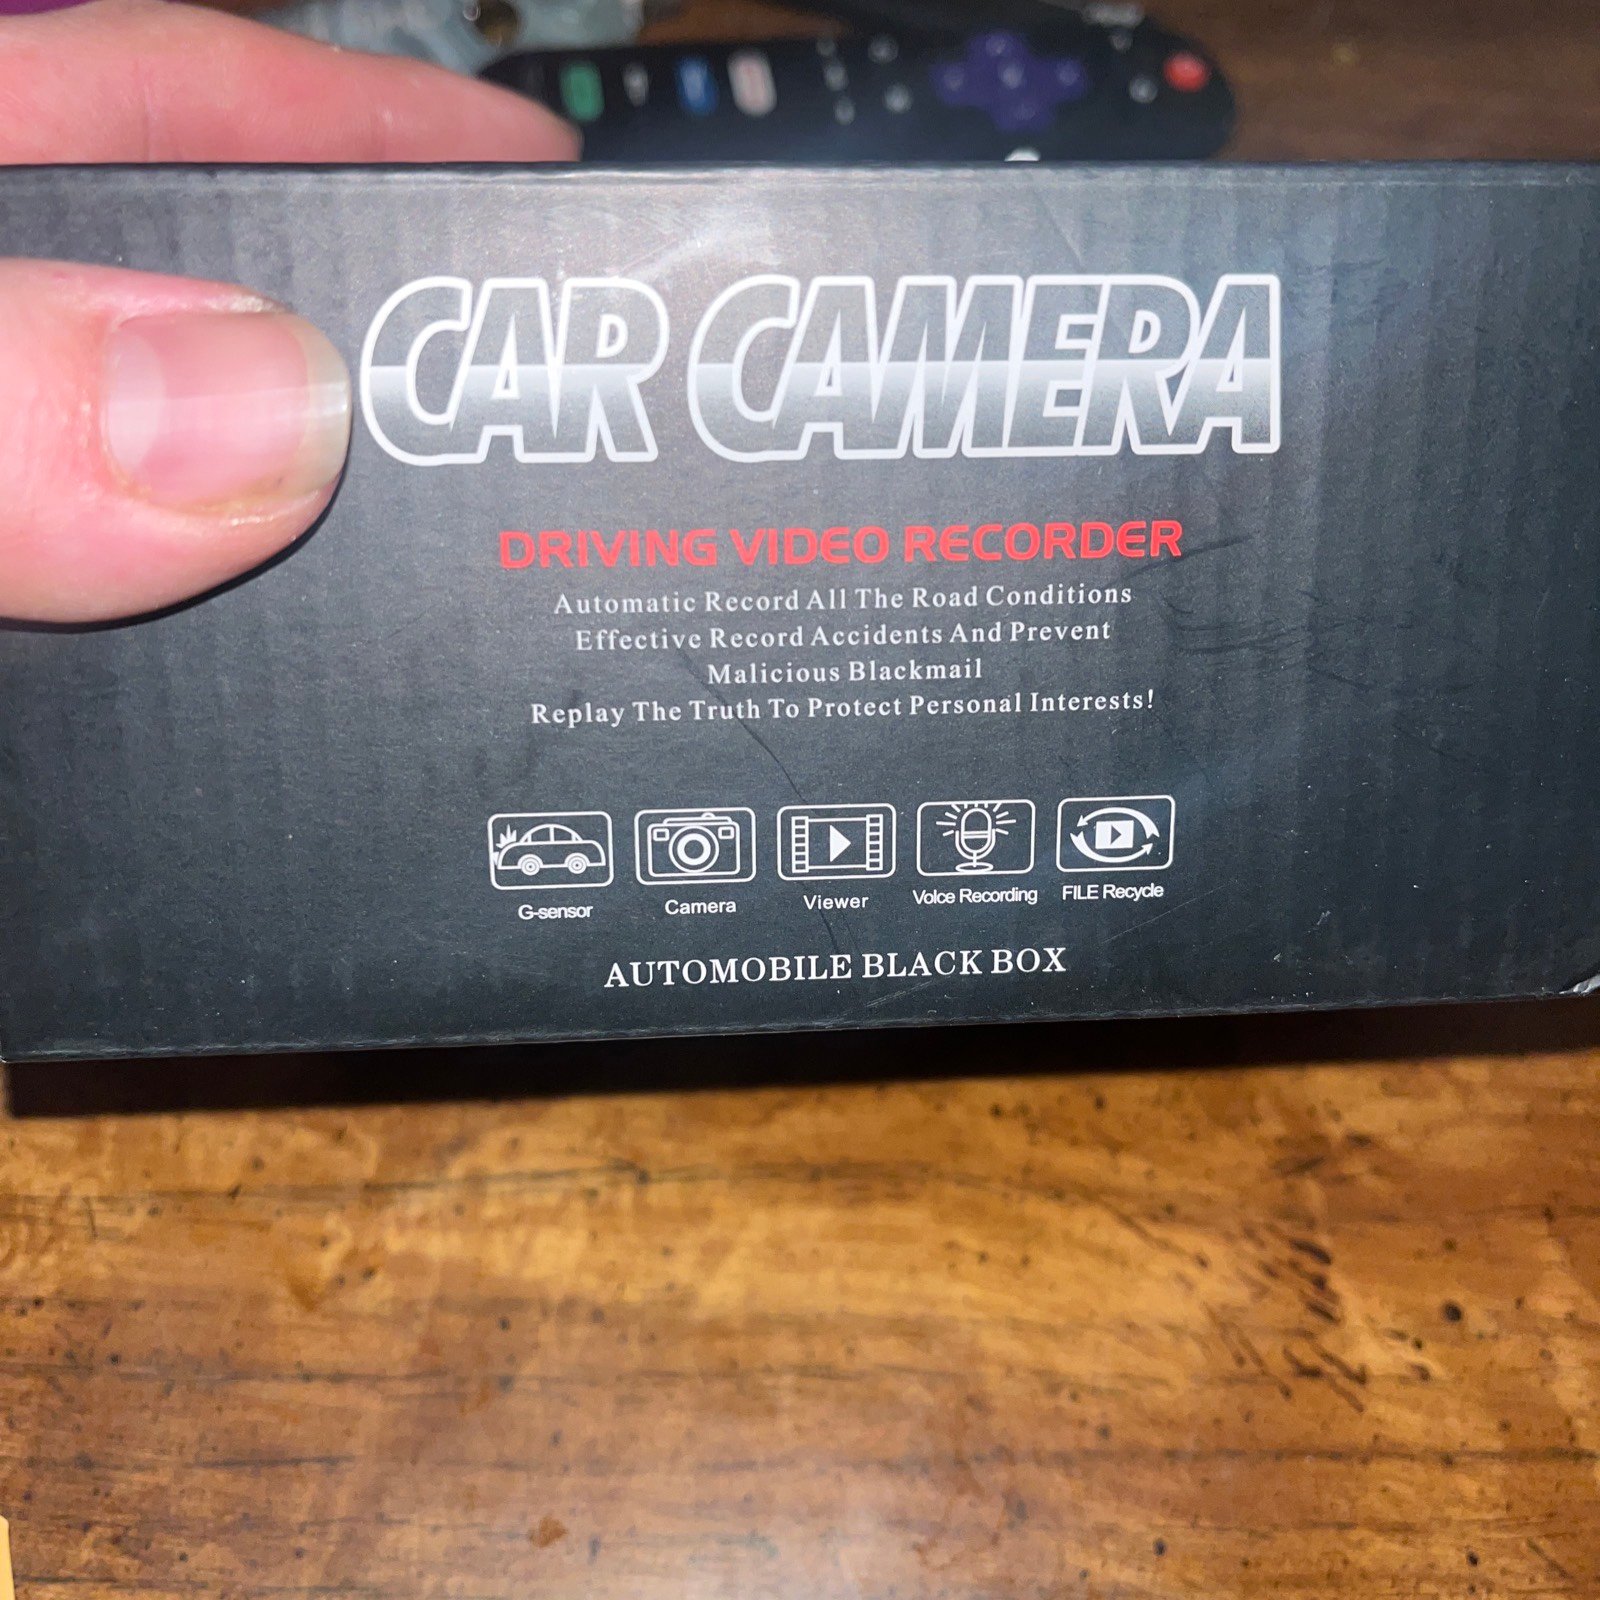 CAR CAMERA
DRIVING VIDEO RECORDER
Automatic Record All The Road Conditions
Effective Record Accidents And Prevent
Malicious Blackmail
Replay The Truth To Protect Personal Interests!
G-sensor Camera Viewer Voice Recording FILE Recycle
AUTOMOBILE BLACK BOX